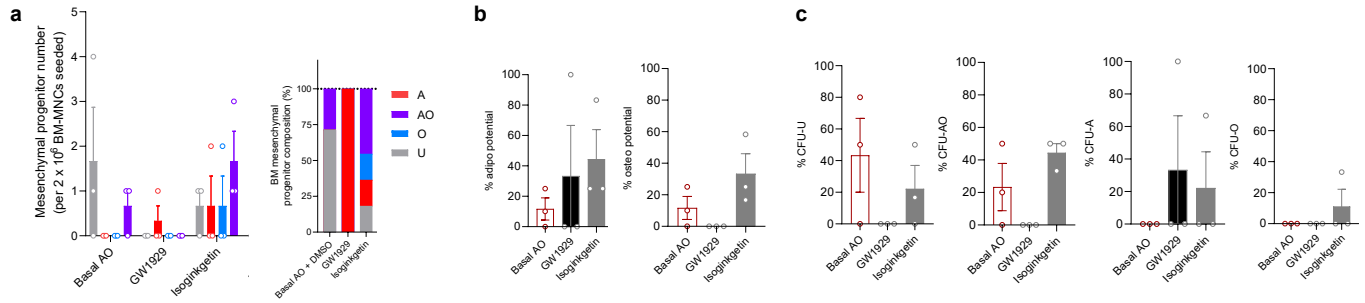 a
Mesenchymal progenitor number
(per 2 x 10⁶ BM-MNCs seeded)
5
4
3
2
1
0
Basal AO
GW1929
Isoginkgetin
BM mesenchymal
progenitor composition (%)
100
50
0
Basal AO + DMSO
GW1929
Isoginkgetin
A
AO
O
U
b
% adipo potential
100
80
60
40
20
0
Basal AO
GW1929
Isoginkgetin
% osteo potential
100
80
60
40
20
0
Basal AO
GW1929
Isoginkgetin
c
% CFU-U
100
80
60
40
20
0
Basal AO
GW1929
Isoginkgetin
% CFU-AO
100
80
60
40
20
0
Basal AO
GW1929
Isoginkgetin
% CFU-A
100
80
60
40
20
0
Basal AO
GW1929
Isoginkgetin
% CFU-O
100
80
60
40
20
0
Basal AO
GW1929
Isoginkgetin